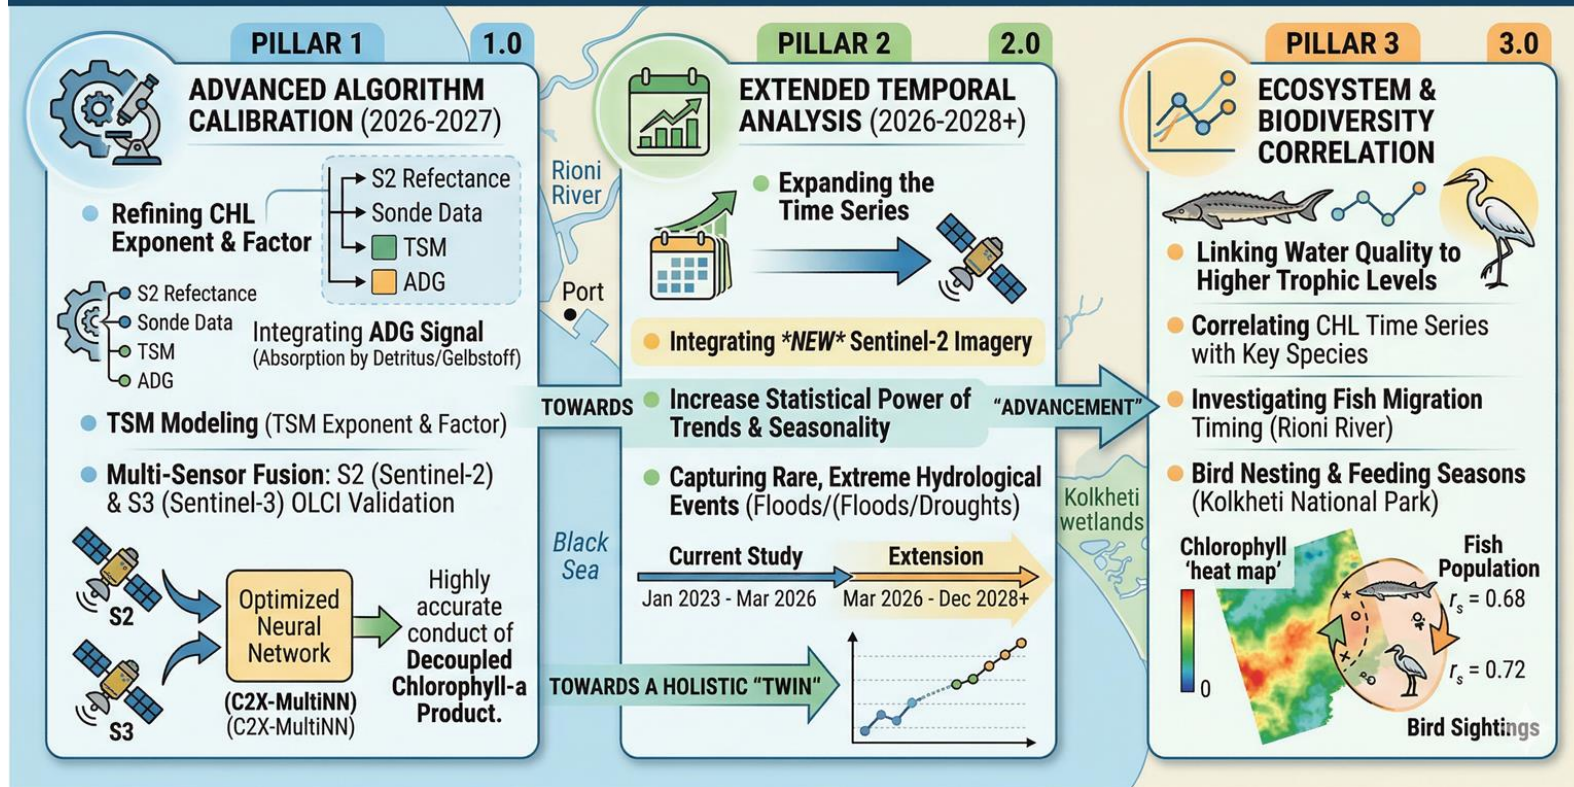 PILLAR 1
1.0
ADVANCED ALGORITHM
CALIBRATION (2026-2027)
Refining CHL
Exponent & Factor
S2 Refectance
Sonde Data
TSM
ADG
S2 Refectance
Sonde Data
TSM
ADG
Integrating ADG Signal
(Absorption by Detritus/Gelbstoff)
TSM Modeling (TSM Exponent & Factor)
Multi-Sensor Fusion: S2 (Sentinel-2)
& S3 (Sentinel-3) OLCI Validation
S2
S3
Optimized
Neural
Network
(C2X-MultiNN)
(C2X-MultiNN)
Highly
accurate
conduct of
Decoupled
Chlorophyll-a
Product.
Rioni
River
Port
TOWARDS
Black
Sea
TOWARDS A HOLISTIC “TWIN”
PILLAR 2
2.0
EXTENDED TEMPORAL
ANALYSIS (2026-2028+)
Expanding the
Time Series
Integrating *NEW* Sentinel-2 Imagery
Increase Statistical Power of
Trends & Seasonality
“ADVANCEMENT”
Capturing Rare, Extreme Hydrological
Events (Floods/(Floods/Droughts)
Current Study
Extension
Jan 2023 - Mar 2026
Mar 2026 - Dec 2028+
Kolkheti
wetlands
PILLAR 3
3.0
ECOSYSTEM &
BIODIVERSITY
CORRELATION
Linking Water Quality to
Higher Trophic Levels
Correlating CHL Time Series
with Key Species
Investigating Fish Migration
Timing (Rioni River)
Bird Nesting & Feeding Seasons
(Kolkheti National Park)
Chlorophyll
‘heat map’
0
Fish
Population
rs = 0.68
rs = 0.72
Bird Sightings